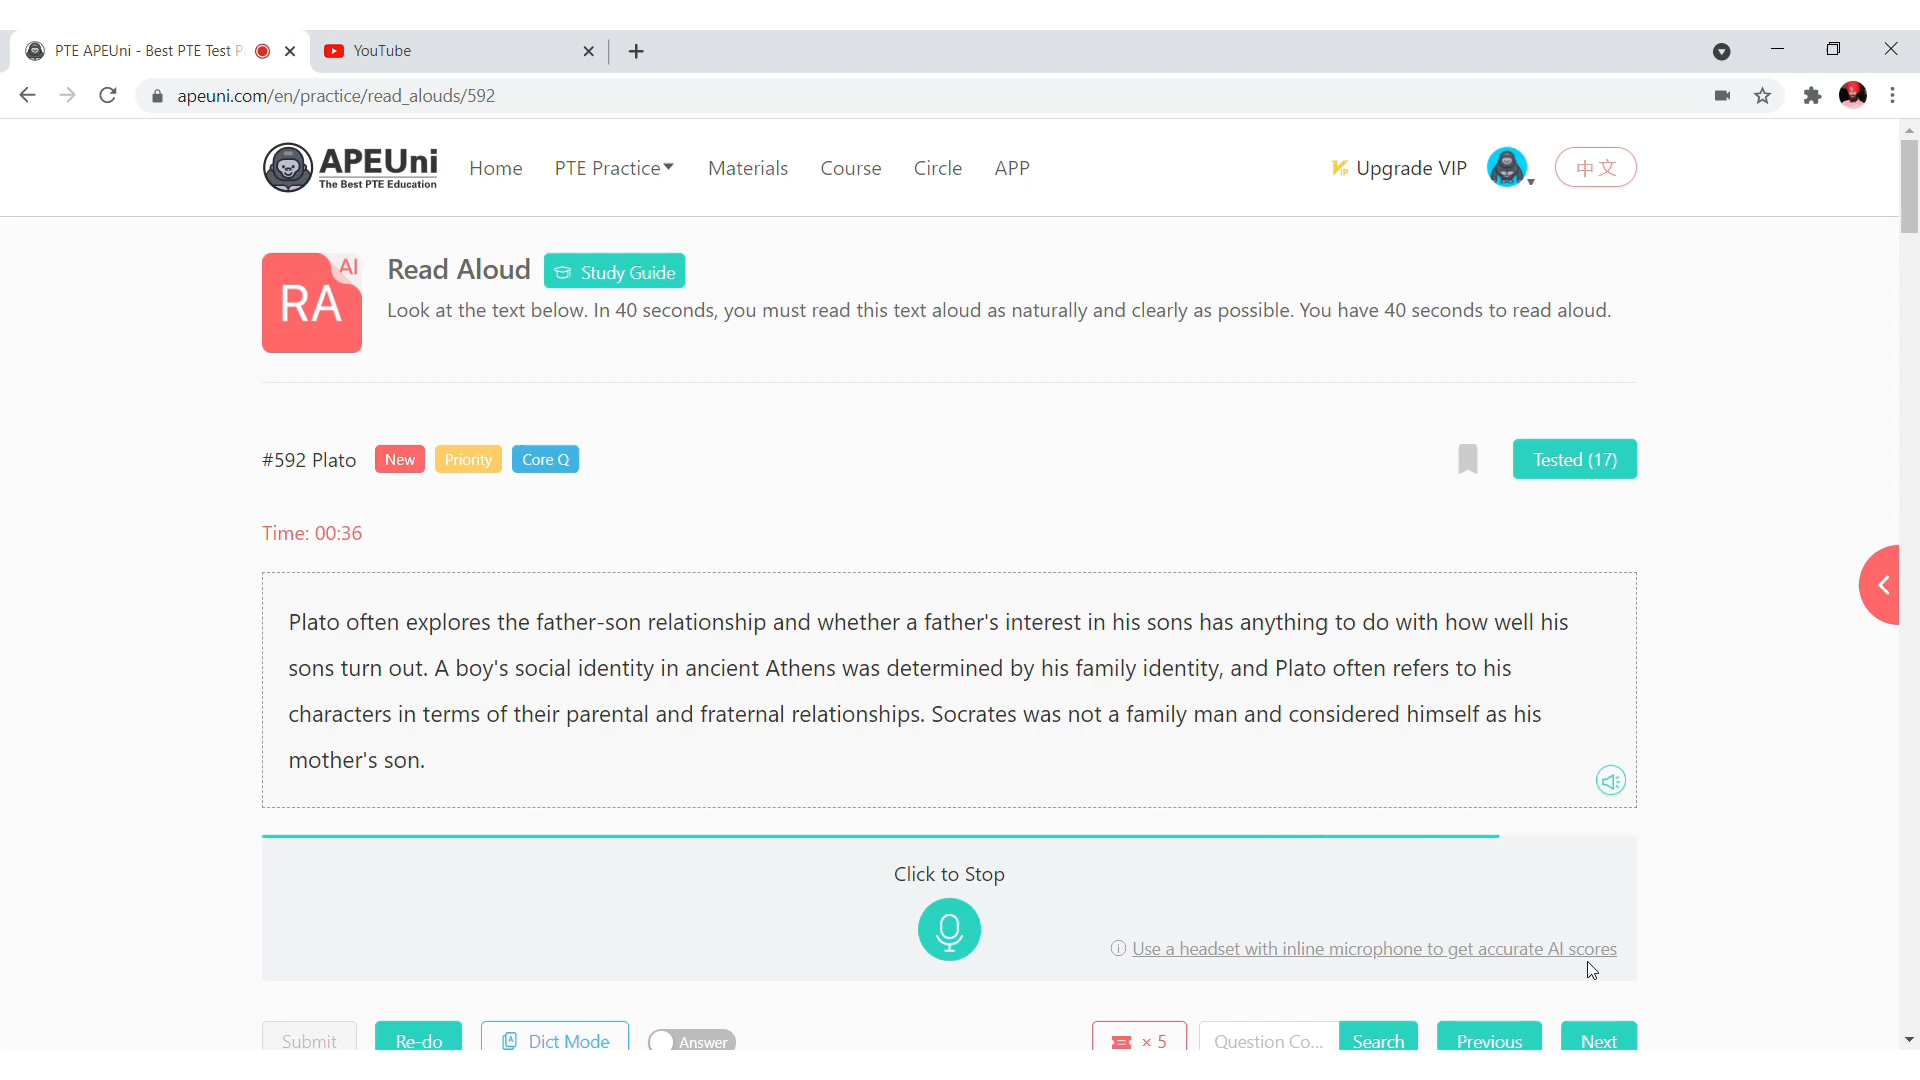 PTE APEUni - Best PTE Test P
YouTube
apeuni.com/en/practice/read_alouds/592
APEUni
The Best PTE Education
Home
PTE Practice
Materials
Course
Circle
APP
VIP
Upgrade VIP
中文
RA
AI
Read Aloud
Study Guide
Look at the text below. In 40 seconds, you must read this text aloud as naturally and clearly as possible. You have 40 seconds to read aloud.
#592 Plato
New
Priority
Core Q
Tested (17)
Time: 00:36
Plato often explores the father-son relationship and whether a father's interest in his sons has anything to do with how well his
sons turn out. A boy's social identity in ancient Athens was determined by his family identity, and Plato often refers to his
characters in terms of their parental and fraternal relationships. Socrates was not a family man and considered himself as his
mother's son.
Click to Stop
Use a headset with inline microphone to get accurate AI scores
Submit
Re-do
Dict Mode
Answer
× 5
Question Co...
Search
Previous
Next